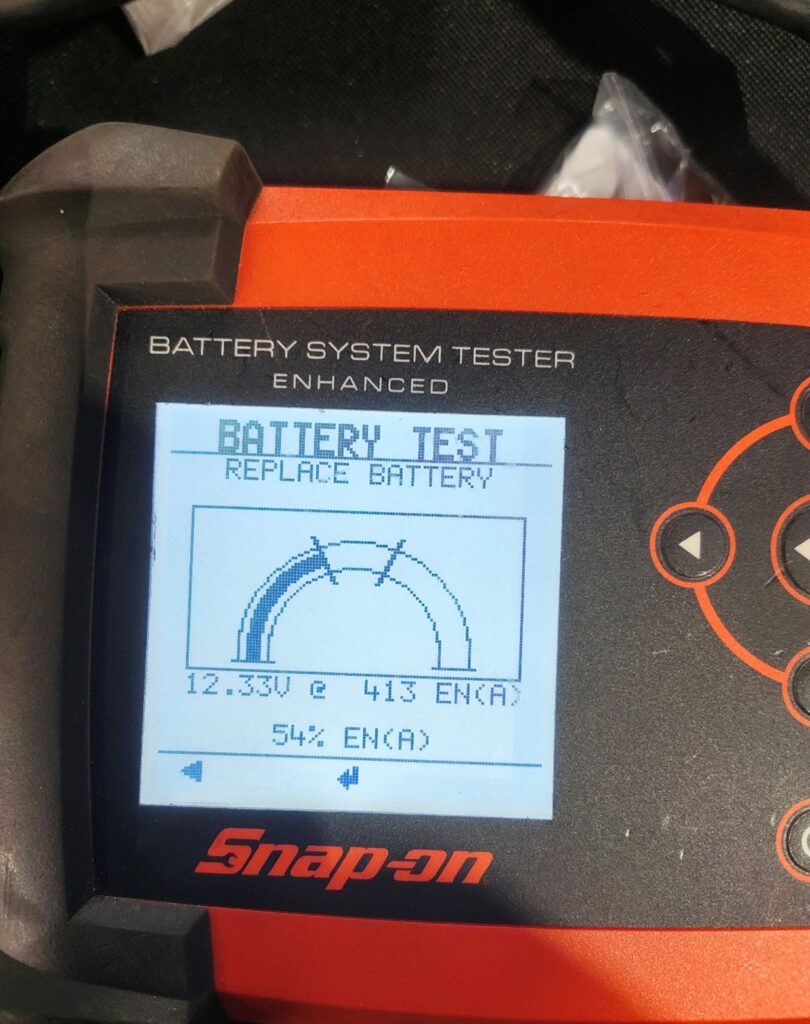 BATTERY SYSTEM TESTER
ENHANCED
BATTERY TEST
REPLACE BATTERY
12.33V @ 413 EN(A)
54% EN(A)
Snap-on